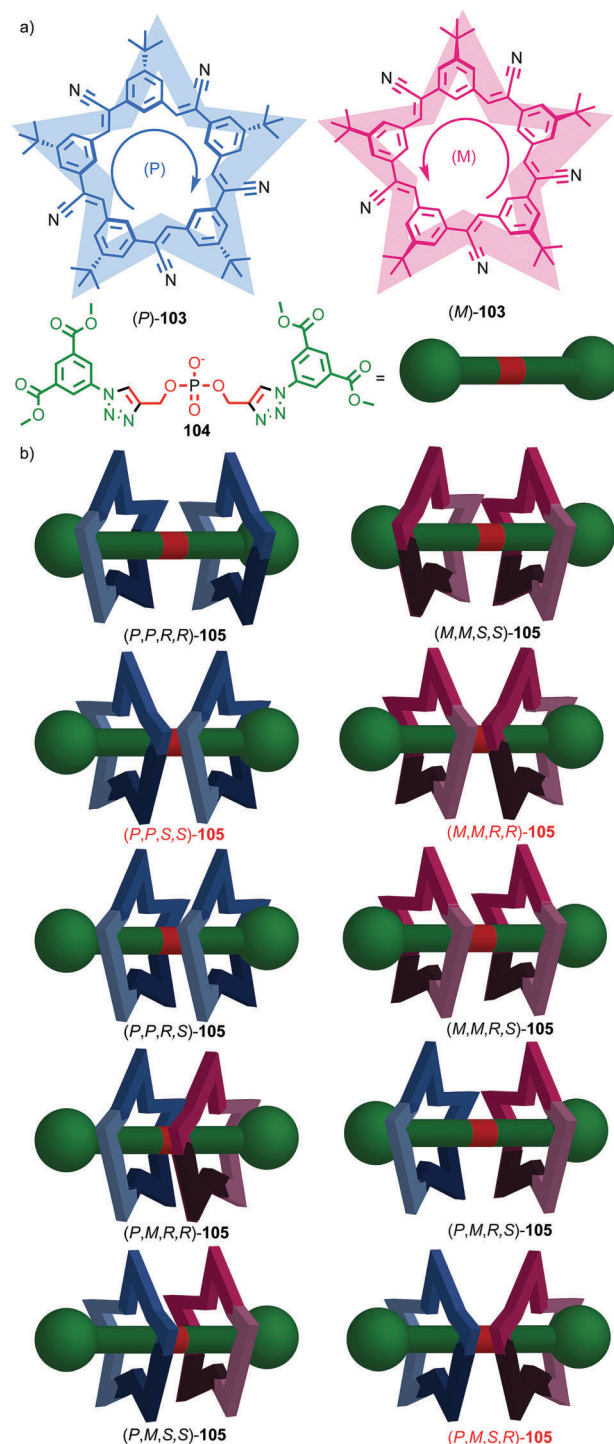 a)
N
N
N
N
N
(P)
N
N
N
N
N
(M)
(P)-103
(M)-103
O
O
O
O
N
N
N
O
P
O⁻
O
O
N
N
N
O
O
O
O
=
104
b)
(P,P,R,R)-105
(M,M,S,S)-105
(P,P,S,S)-105
(M,M,R,R)-105
(P,P,R,S)-105
(M,M,R,S)-105
(P,M,R,R)-105
(P,M,R,S)-105
(P,M,S,S)-105
(P,M,S,R)-105